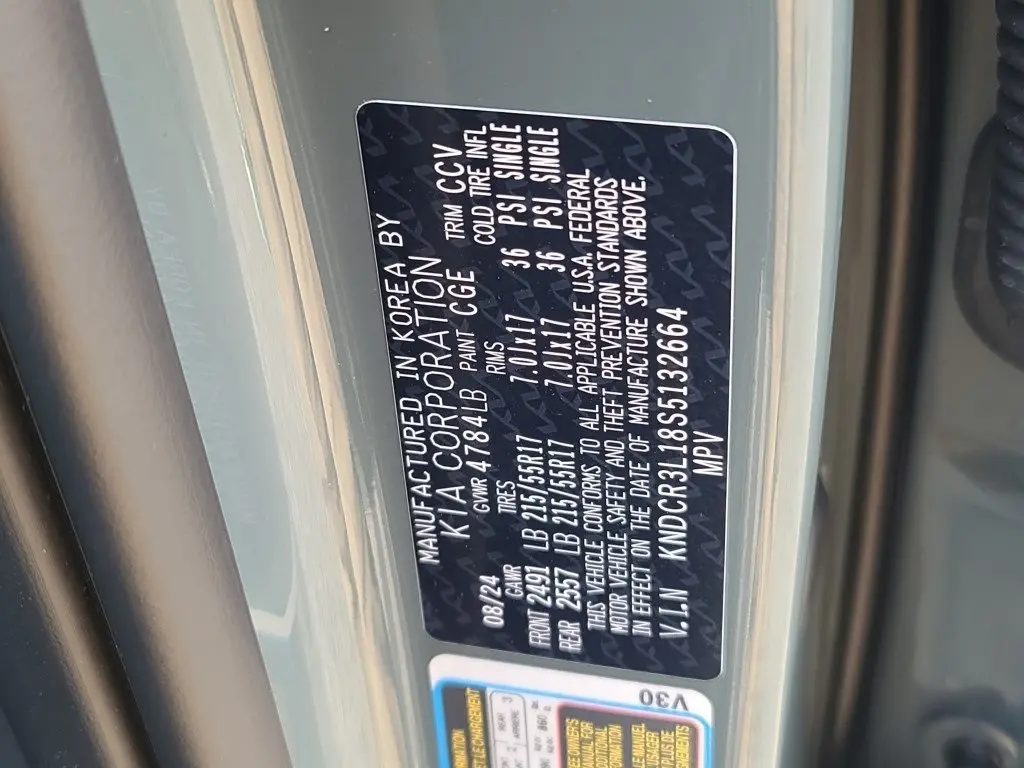 MANUFACTURED IN KOREA BY
KIA CORPORATION
08/24 GVWR 4784LB PAINT CGE TRIM CCV
GAWR TIRES RIMS COLD TIRE INFL
FRONT 2491 LB 215/55R17 7.0Jx17 36 PSI SINGLE
REAR 2557 LB 215/55R17 7.0Jx17 36 PSI SINGLE
THIS VEHICLE CONFORMS TO ALL APPLICABLE U.S.A. FEDERAL
MOTOR VEHICLE SAFETY AND THEFT PREVENTION STANDARDS
IN EFFECT ON THE DATE OF MANUFACTURE SHOWN ABOVE.
V.I.N KNDCR3L18S5132664
MPV
V30